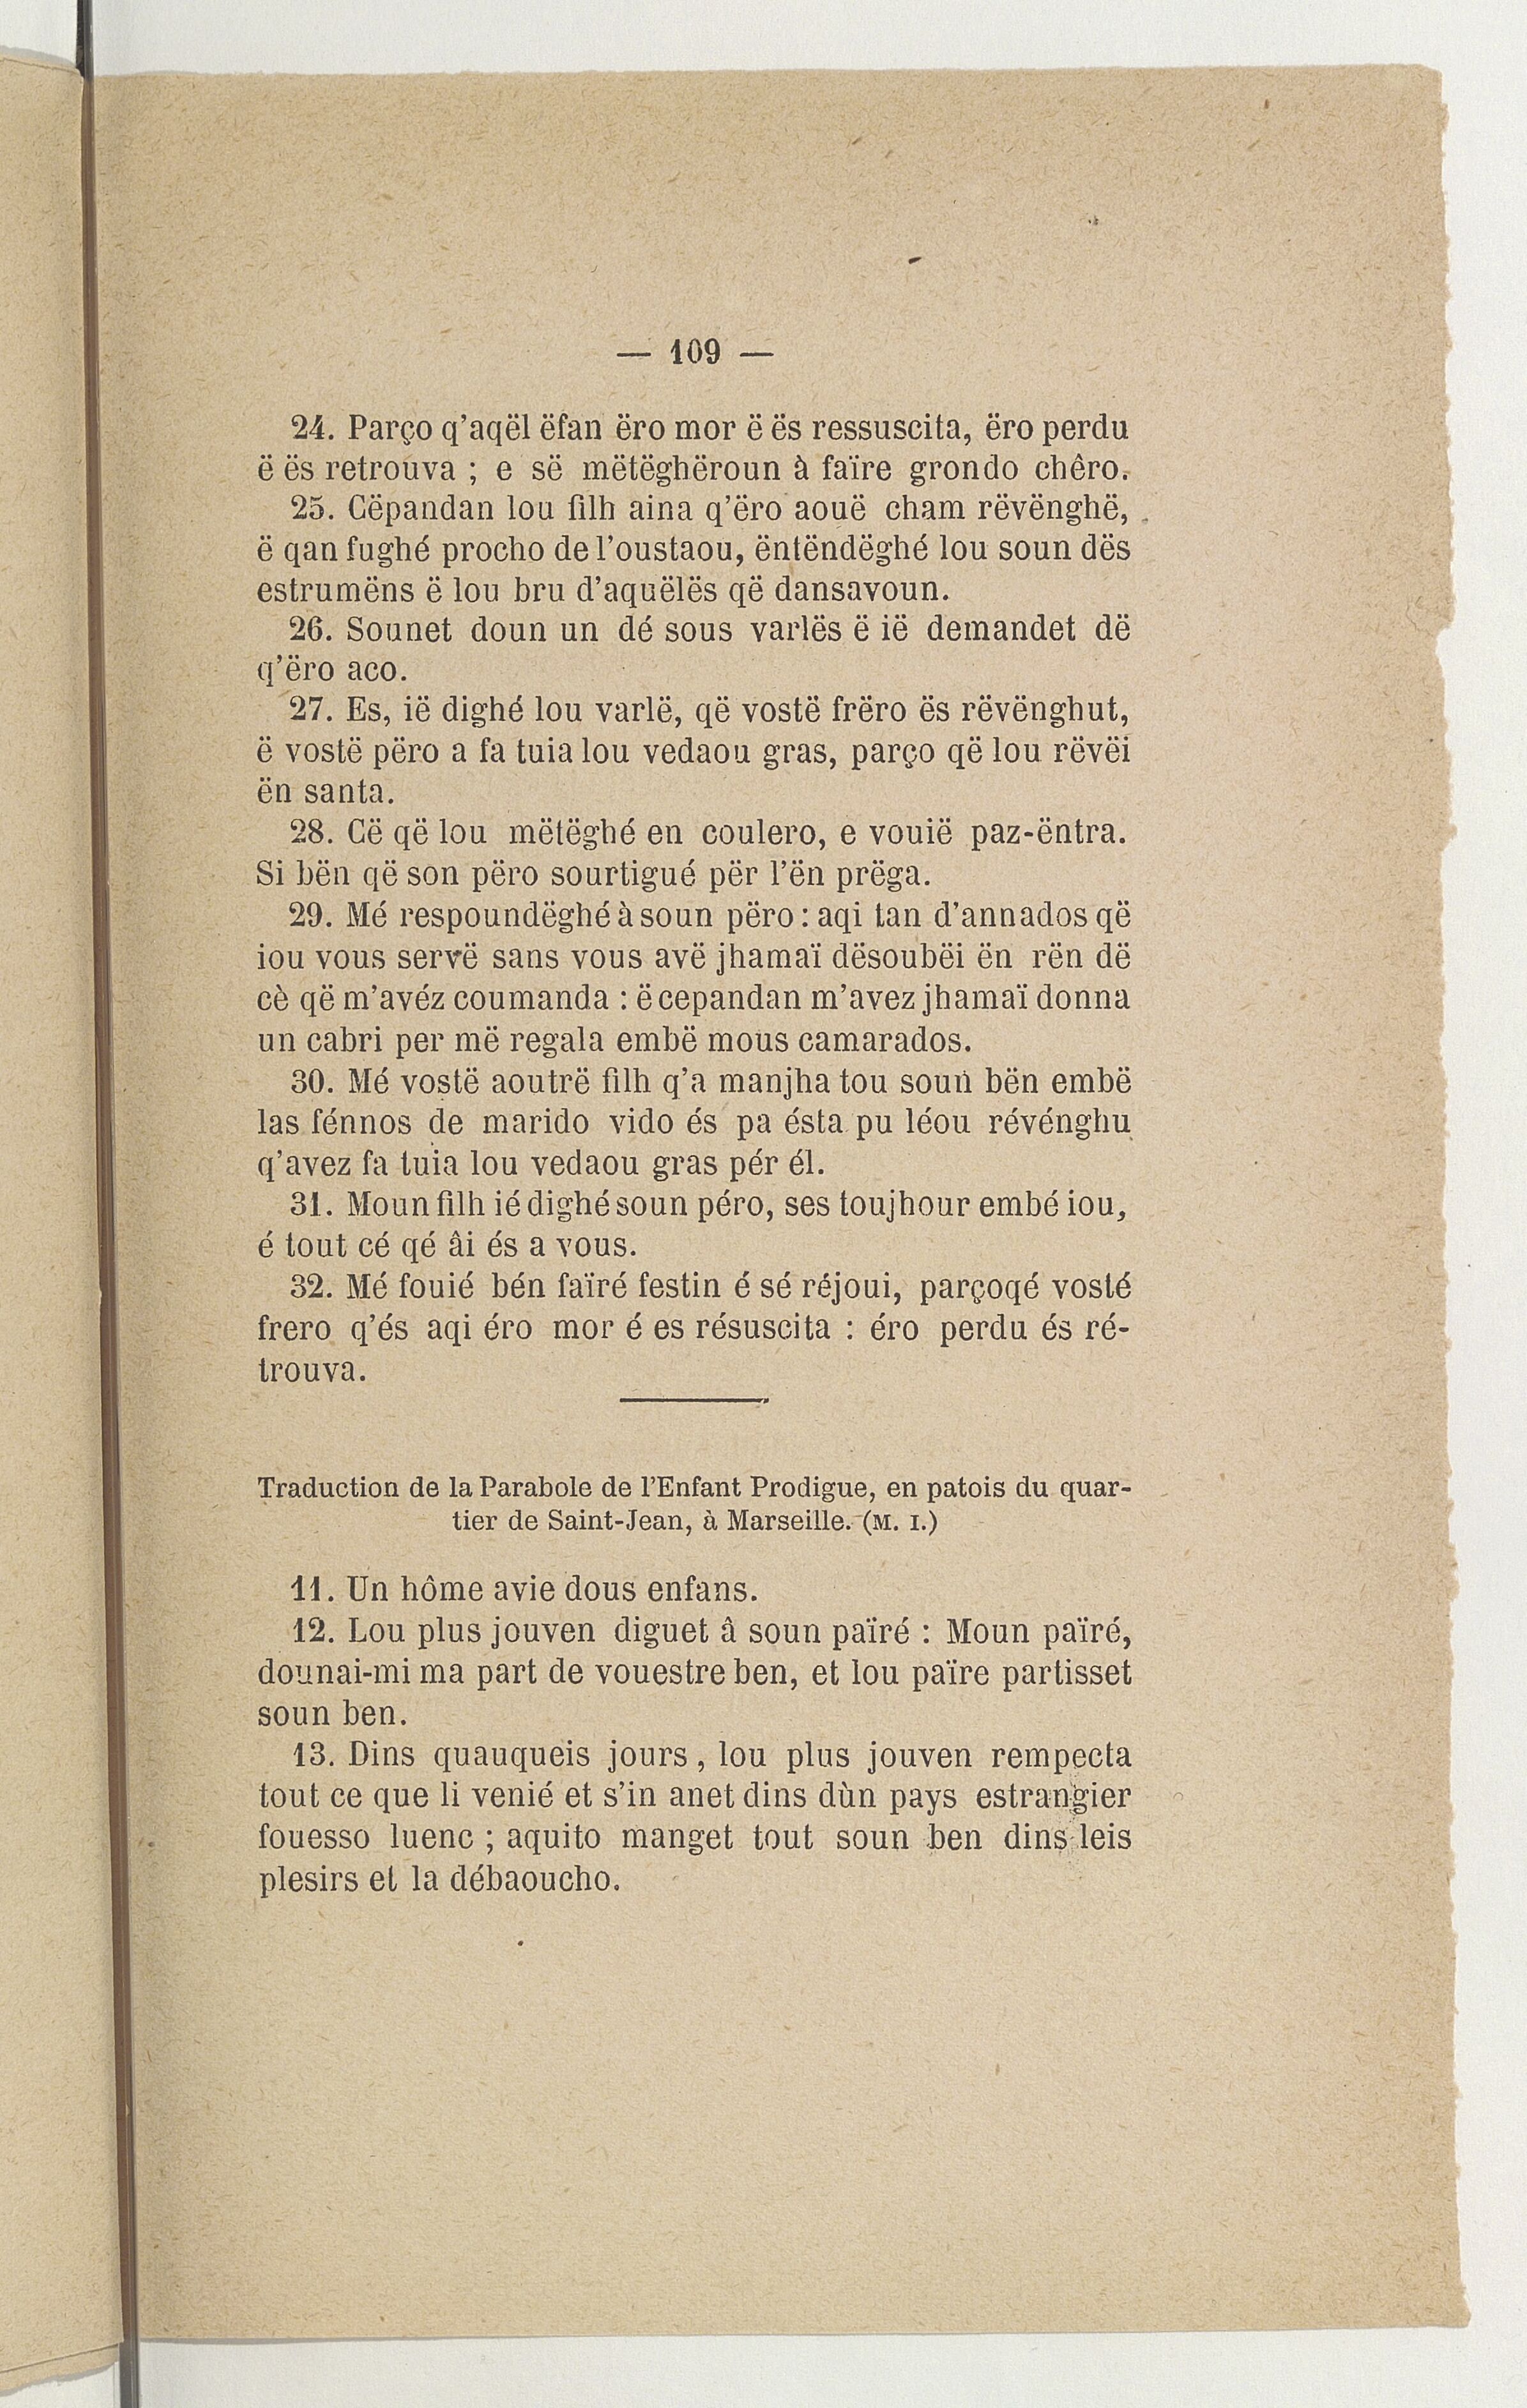 — 109 —
24. Parço q'aqël ëfan ëro mor ë ës ressuscita, ëro perdu
ë ës retrouva ; e së mëtëghëroun à faïre grondo chêro.
25. Cëpandan lou filh aina q'ëro aouë cham rëvënghë,
ë qan fughé procho de l'oustaou, ëntëndëghé lou soun dës
estrumëns ë lou bru d'aquëlës që dansavoun.
26. Sounet doun un dé sous varlës ë ië demandet dë
q'ëro aco.
27. Es, ië dighé lou varlë, që vostë frëro ës rëvënghut,
ë vostë përo a fa tuia lou vedaou gras, parço që lou rëvëi
ën santa.
28. Cë që lou mëtëghé en coulero, e vouië paz-ëntra.
Si bën që son përo sourtigué për l'ën prëga.
29. Mé respoundëghé à soun përo : aqi tan d'annados që
iou vous servë sans vous avë jhamaï dësoubëi ën rën dë
cè që m'avéz coumanda : ë cepandan m'avez jhamaï donna
un cabri per më regala embë mous camarados.
30. Mé vostë aoutrë filh q'a manjha tou soun bën embë
las fénnos de marido vido és pa ésta pu léou révénghu
q'avez fa tuia lou vedaou gras pér él.
31. Moun filh ié dighé soun péro, ses toujhour embé iou,
é tout cé qé âi és a vous.
32. Mé fouié bén faïré festin é sé réjoui, parçoqé vosté
frero q'és aqi éro mor é es résuscita : éro perdu és ré-
trouva.
Traduction de la Parabole de l'Enfant Prodigue, en patois du quar-
tier de Saint-Jean, à Marseille. (M. I.)
11. Un hôme avie dous enfans.
12. Lou plus jouven diguet â soun païré : Moun païré,
dounai-mi ma part de vouestre ben, et lou païre partisset
soun ben.
13. Dins quauqueis jours, lou plus jouven rempecta
tout ce que li venié et s'in anet dins dùn pays estrangier
fouesso luenc ; aquito manget tout soun ben dins leis
plesirs et la débaoucho.